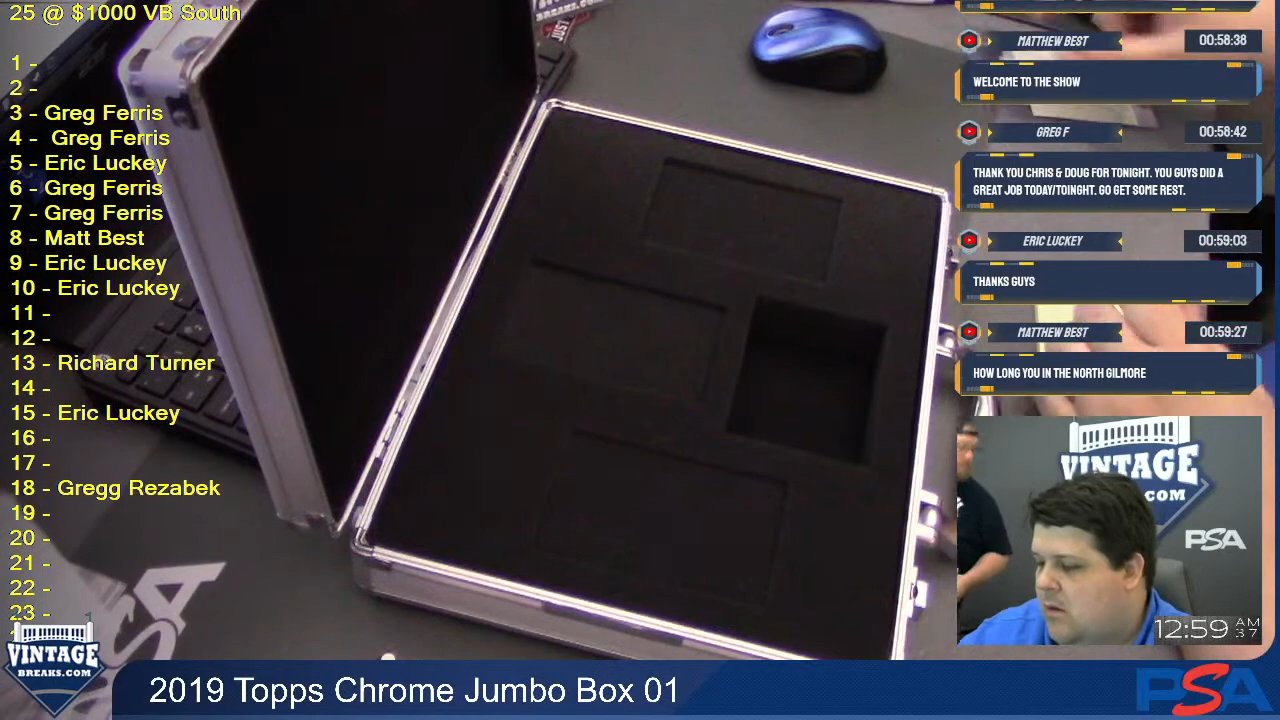 25 @ $1000 VB South
1 -
2 -
3 - Greg Ferris
4 - Greg Ferris
5 - Eric Luckey
6 - Greg Ferris
7 - Greg Ferris
8 - Matt Best
9 - Eric Luckey
10 - Eric Luckey
11 -
12 -
13 - Richard Turner
14 -
15 - Eric Luckey
16 -
17 -
18 - Gregg Rezabek
19 -
20 -
21 -
22 -
23 -
VINTAGE
BREAKS.COM
2019 Topps Chrome Jumbo Box 01
PSA
BREAKS.
JUST
PSA
MATTHEW BEST 00:58:38
WELCOME TO THE SHOW
GREG F 00:58:42
THANK YOU CHRIS & DOUG FOR TONIGHT. YOU GUYS DID A
GREAT JOB TODAY/TOINGHT. GO GET SOME REST.
ERIC LUCKEY 00:59:03
THANKS GUYS
MATTHEW BEST 00:59:27
HOW LONG YOU IN THE NORTH GILMORE
VINTAGE
.COM
PSA
12:59 AM
37